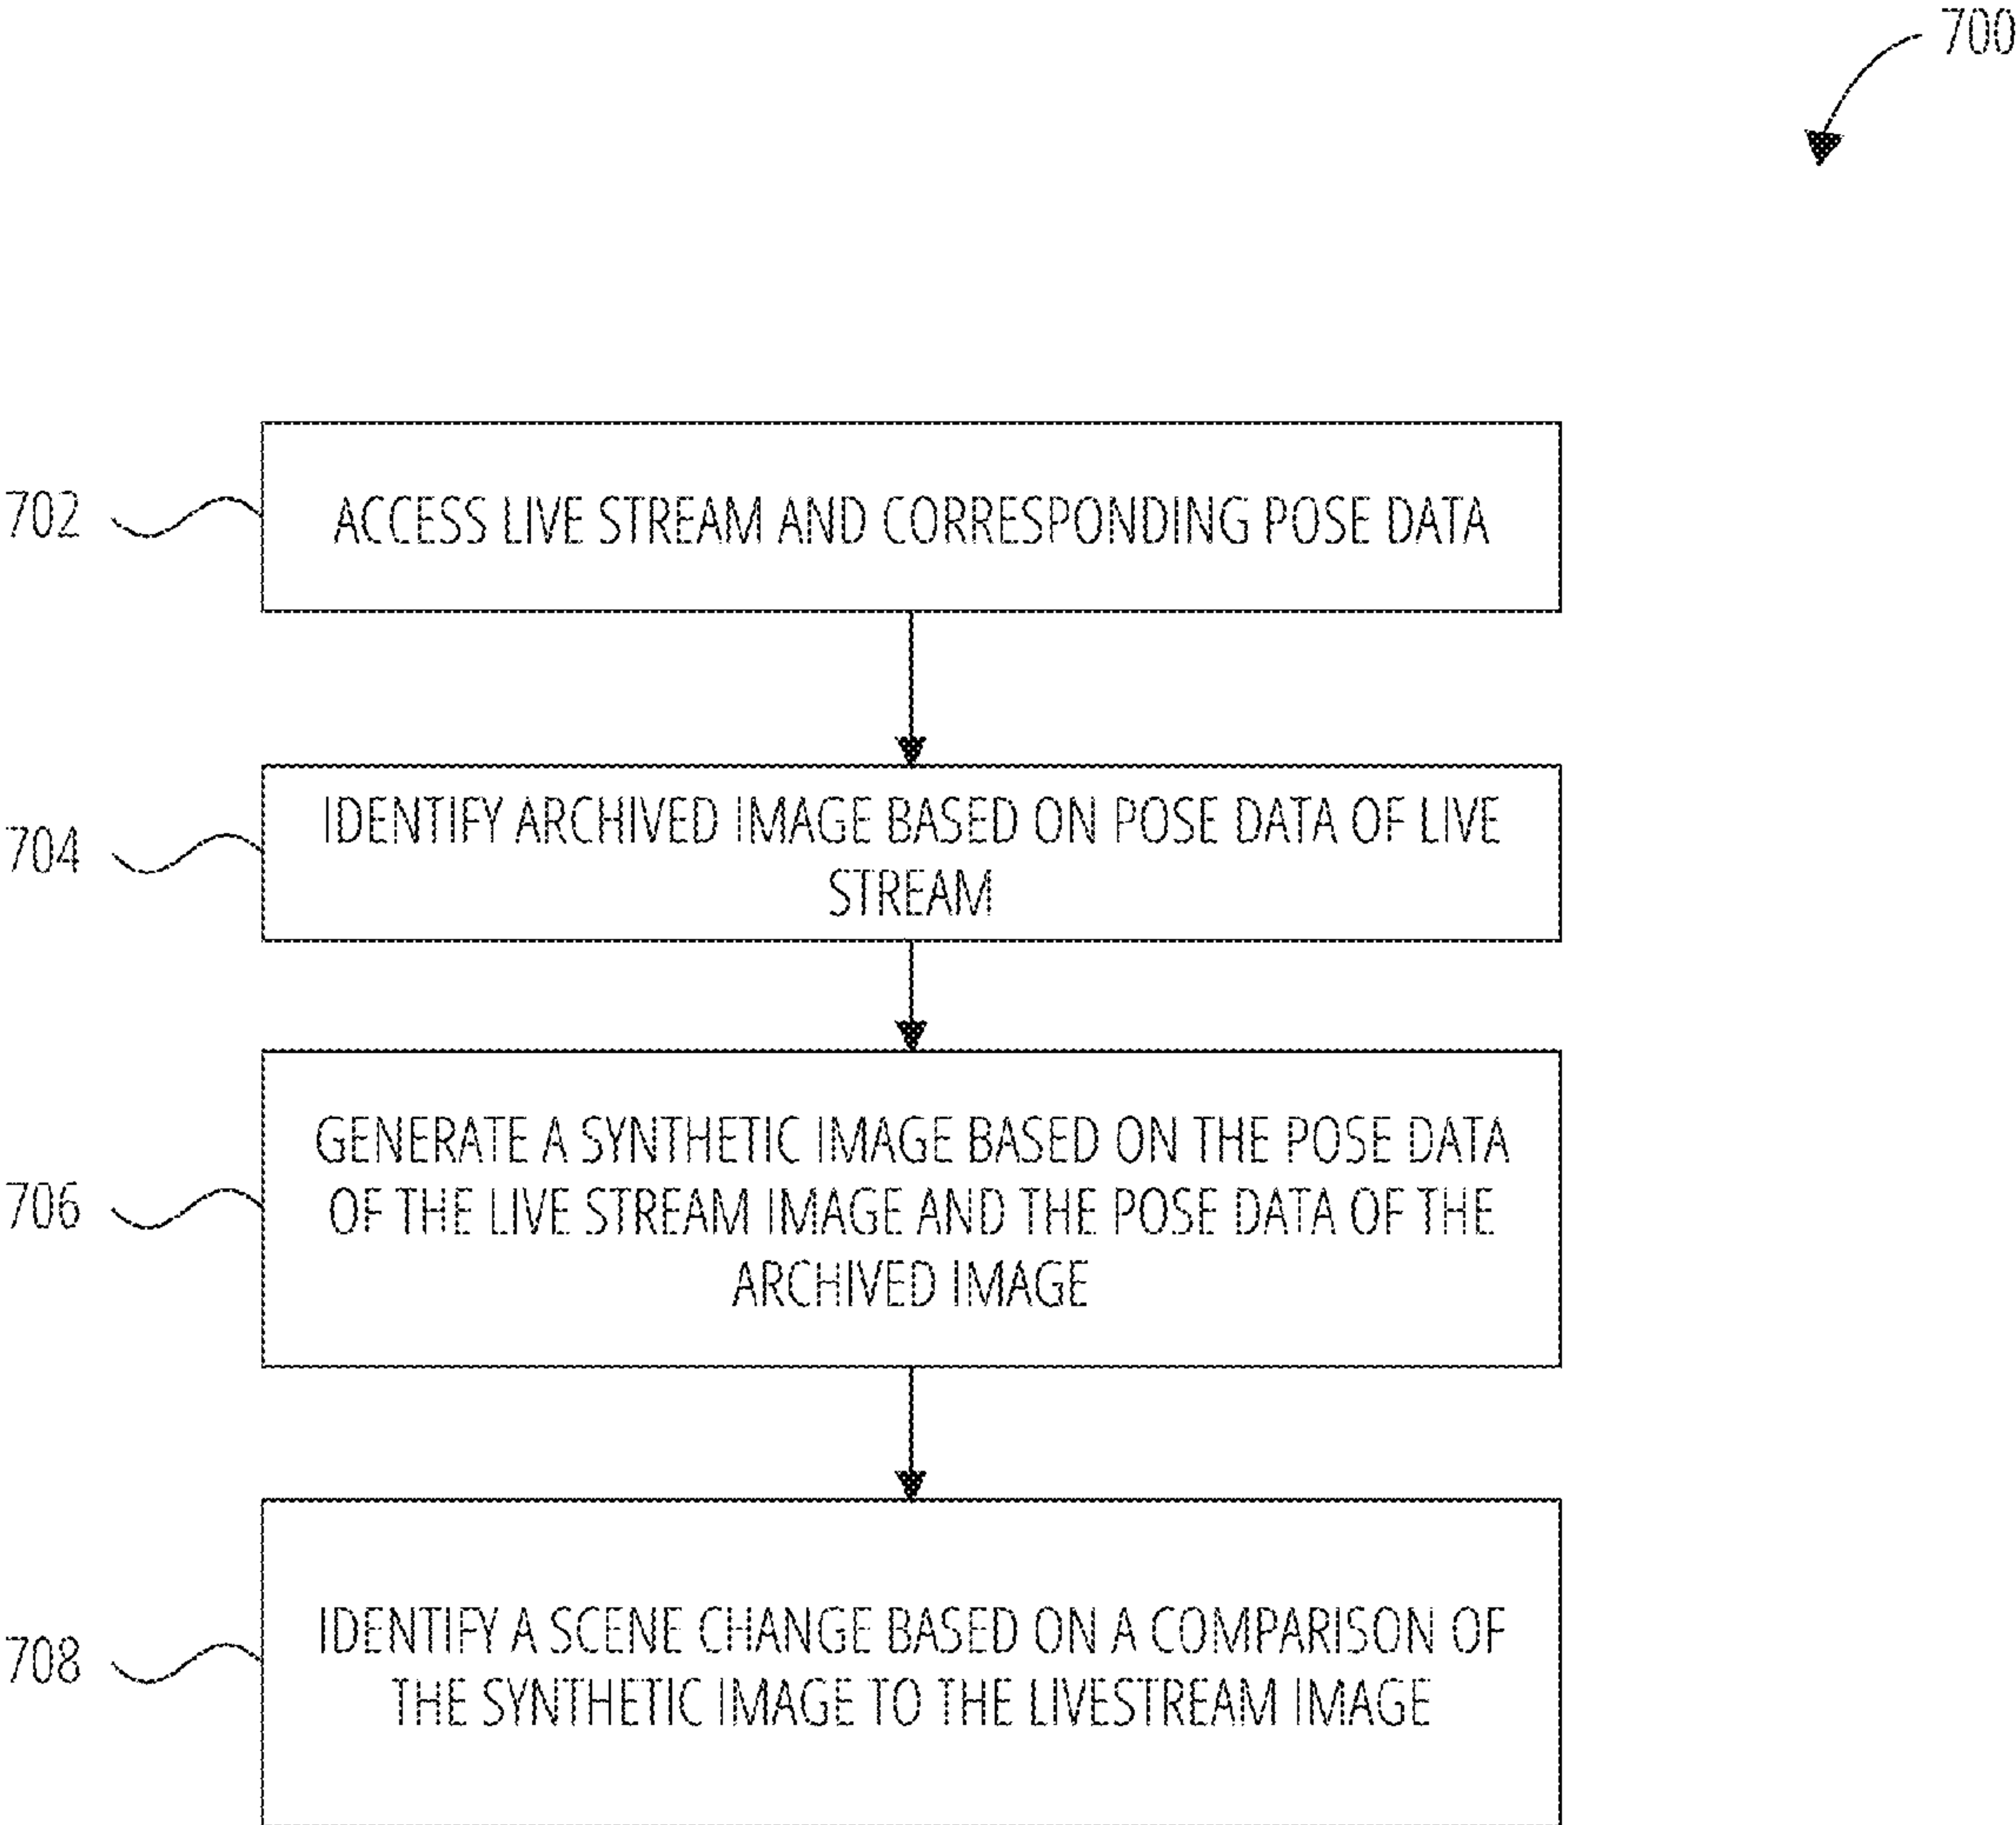 700
702
ACCESS LIVE STREAM AND CORRESPONDING POSE DATA
704
IDENTIFY ARCHIVED IMAGE BASED ON POSE DATA OF LIVE
STREAM
706
GENERATE A SYNTHETIC IMAGE BASED ON THE POSE DATA
OF THE LIVE STREAM IMAGE AND THE POSE DATA OF THE
ARCHIVED IMAGE
708
IDENTIFY A SCENE CHANGE BASED ON A COMPARISON OF
THE SYNTHETIC IMAGE TO THE LIVESTREAM IMAGE